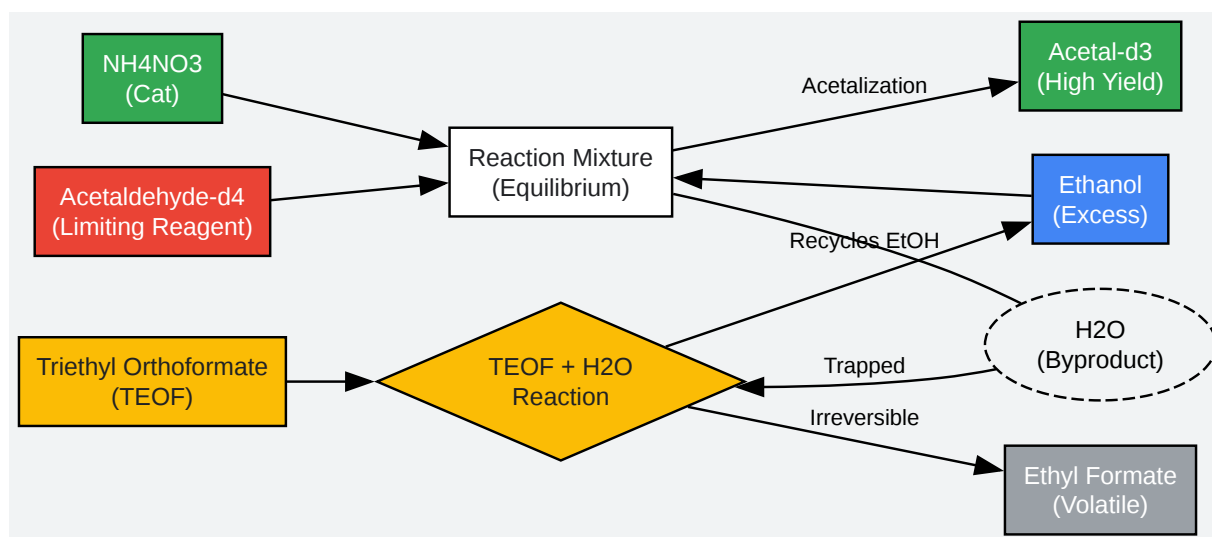 NH4NO3
(Cat)
Acetaldehyde-d4
(Limiting Reagent)
Triethyl Orthoformate
(TEOF)
Reaction Mixture
(Equilibrium)
TEOF + H2O
Reaction
Acetalization
Recycles EtOH
Trapped
Irreversible
Acetal-d3
(High Yield)
Ethanol
(Excess)
H2O
(Byproduct)
Ethyl Formate
(Volatile)